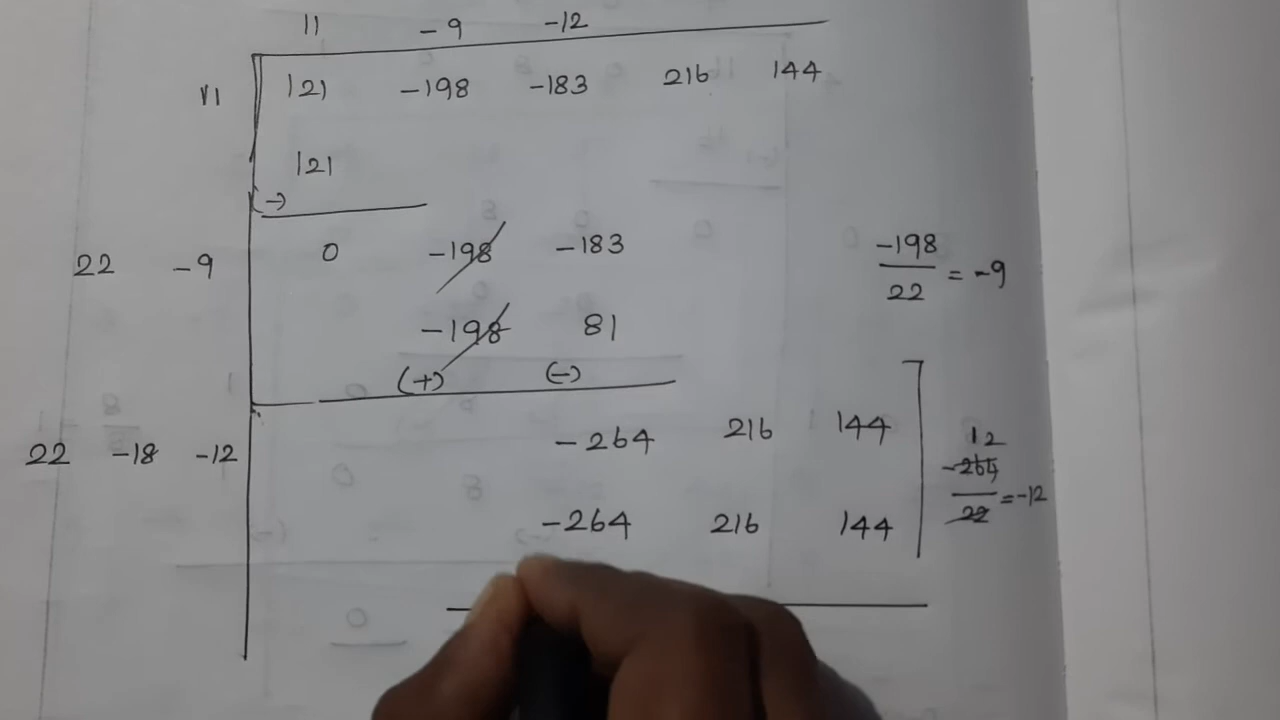 11 -9 -12
11 121 -198 -183 216 144
121
(-)
22 -9 0 -198 -183
-198 81
(+) (-)
-198/22 = -9
22 -18 -12 -264 216 144
-264 216 144
12
-264/22 = -12